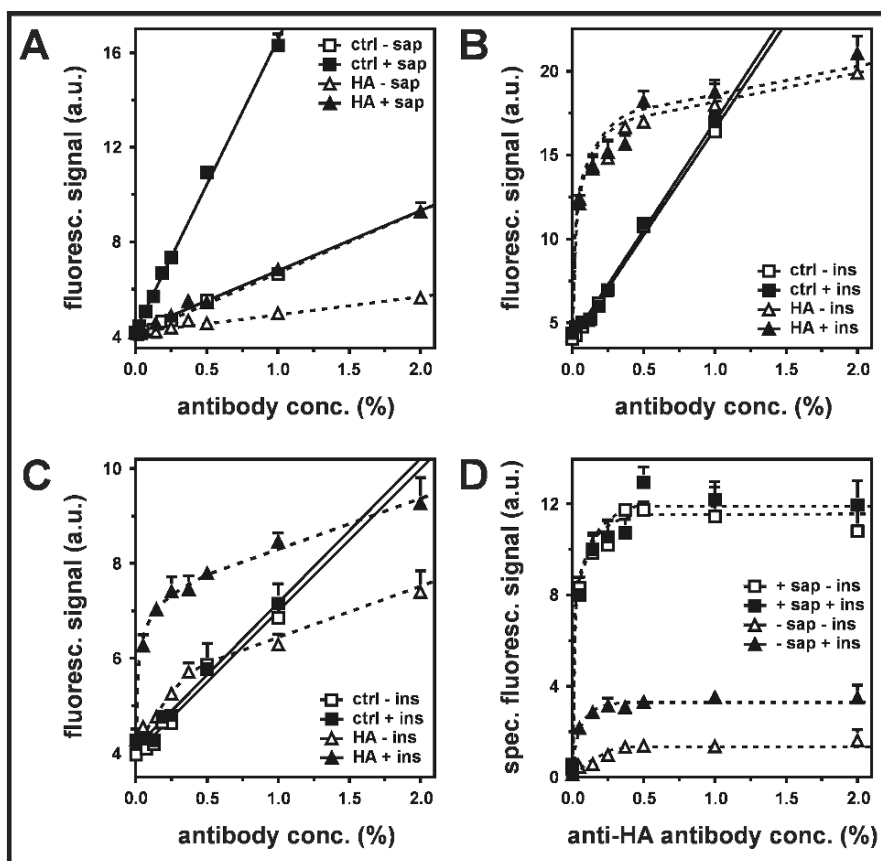 A
fluoresc. signal (a.u.)
16
12
8
4
ctrl - sap
ctrl + sap
HA - sap
HA + sap
0.0
0.5
1.0
1.5
2.0
antibody conc. (%)
B
fluoresc. signal (a.u.)
20
15
10
5
ctrl - ins
ctrl + ins
HA - ins
HA + ins
0.0
0.5
1.0
1.5
2.0
antibody conc. (%)
C
fluoresc. signal (a.u.)
10
8
6
4
ctrl - ins
ctrl + ins
HA - ins
HA + ins
0.0
0.5
1.0
1.5
2.0
antibody conc. (%)
D
spec. fluoresc. signal (a.u.)
12
8
4
0
+ sap - ins
+ sap + ins
- sap - ins
- sap + ins
0.0
0.5
1.0
1.5
2.0
anti-HA antibody conc. (%)